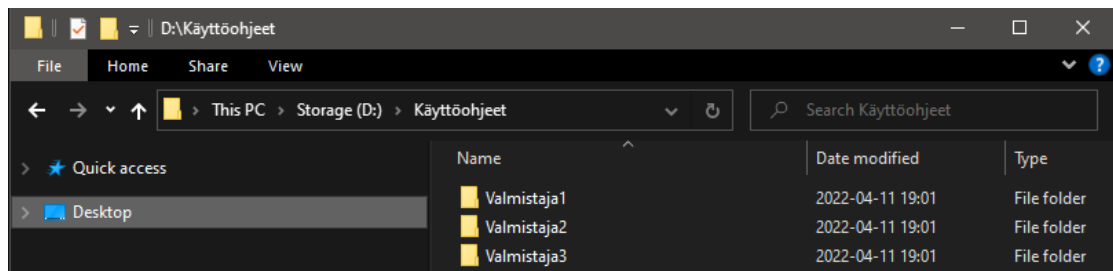 D:\Käyttöohjeet
File Home Share View
This PC > Storage (D:) > Käyttöohjeet Search Käyttöohjeet
Quick access
Desktop
Name Date modified Type
Valmistaja1 2022-04-11 19:01 File folder
Valmistaja2 2022-04-11 19:01 File folder
Valmistaja3 2022-04-11 19:01 File folder